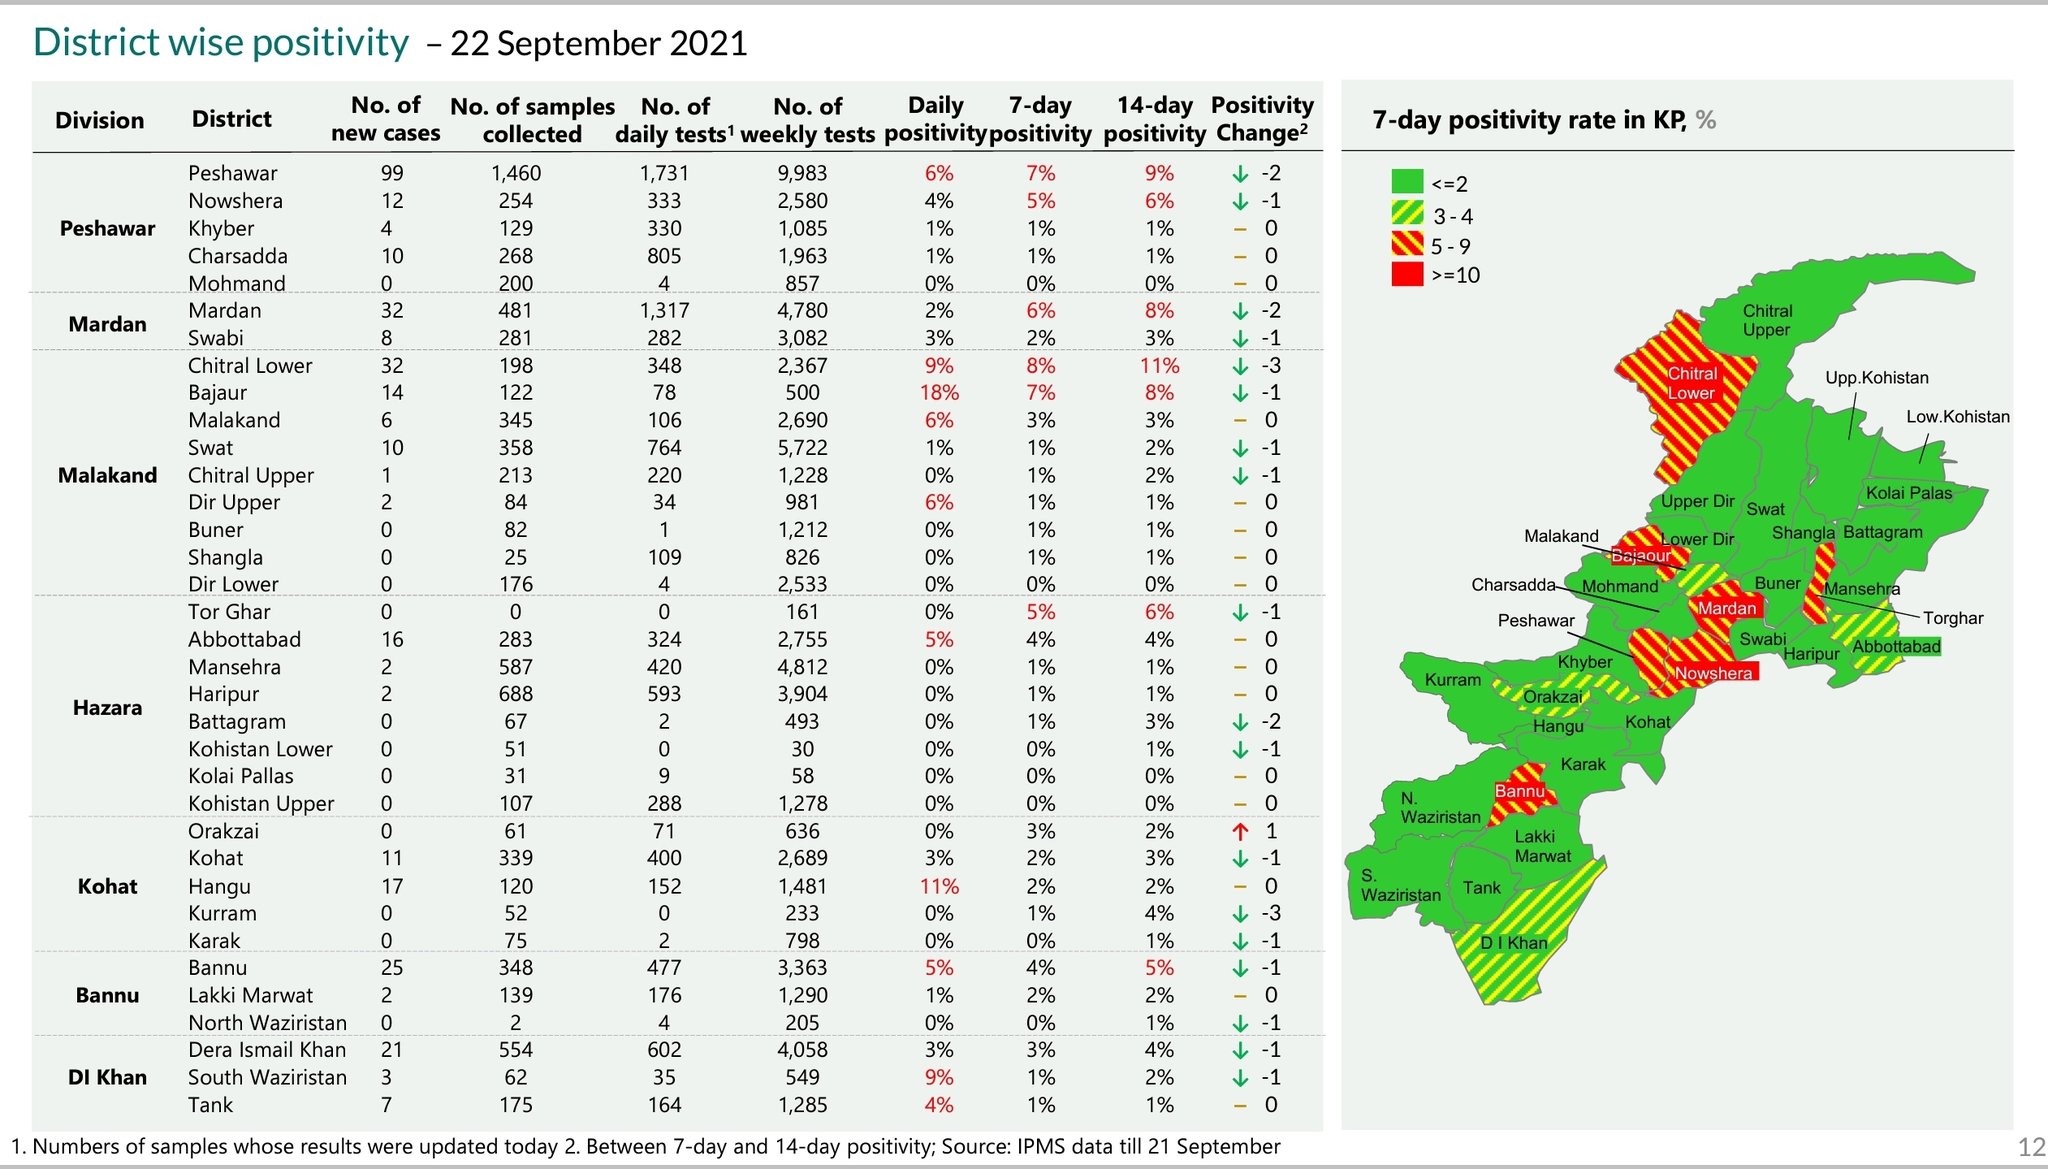 District wise positivity – 22 September 2021
Division District No. of new cases No. of samples collected No. of daily tests1 No. of weekly tests Daily positivity 7-day positivity 14-day positivity Positivity Change2
Peshawar
Peshawar 99 1,460 1,731 9,983 6% 7% 9% ↓ -2
Nowshera 12 254 333 2,580 4% 5% 6% ↓ -1
Khyber 4 129 330 1,085 1% 1% 1% – 0
Charsadda 10 268 805 1,963 1% 1% 1% – 0
Mohmand 0 200 4 857 0% 0% 0% – 0
Mardan
Mardan 32 481 1,317 4,780 2% 6% 8% ↓ -2
Swabi 8 281 282 3,082 3% 2% 3% ↓ -1
Malakand
Chitral Lower 32 198 348 2,367 9% 8% 11% ↓ -3
Bajaur 14 122 78 500 18% 7% 8% ↓ -1
Malakand 6 345 106 2,690 6% 3% 3% – 0
Swat 10 358 764 5,722 1% 1% 2% ↓ -1
Chitral Upper 1 213 220 1,228 0% 1% 2% ↓ -1
Dir Upper 2 84 34 981 6% 1% 1% – 0
Buner 0 82 1 1,212 0% 1% 1% – 0
Shangla 0 25 109 826 0% 1% 1% – 0
Dir Lower 0 176 4 2,533 0% 0% 0% – 0
Hazara
Tor Ghar 0 0 0 161 0% 5% 6% ↓ -1
Abbottabad 16 283 324 2,755 5% 4% 4% – 0
Mansehra 2 587 420 4,812 0% 1% 1% – 0
Haripur 2 688 593 3,904 0% 1% 1% – 0
Battagram 0 67 2 493 0% 1% 3% ↓ -2
Kohistan Lower 0 51 0 30 0% 0% 1% ↓ -1
Kolai Pallas 0 31 9 58 0% 0% 0% – 0
Kohistan Upper 0 107 288 1,278 0% 0% 0% – 0
Kohat
Orakzai 0 61 71 636 0% 3% 2% ↑ 1
Kohat 11 339 400 2,689 3% 2% 3% ↓ -1
Hangu 17 120 152 1,481 11% 2% 2% – 0
Kurram 0 52 0 233 0% 1% 4% ↓ -3
Karak 0 75 2 798 0% 0% 1% ↓ -1
Bannu
Bannu 25 348 477 3,363 5% 4% 5% ↓ -1
Lakki Marwat 2 139 176 1,290 1% 2% 2% – 0
North Waziristan 0 2 4 205 0% 0% 1% ↓ -1
DI Khan
Dera Ismail Khan 21 554 602 4,058 3% 3% 4% ↓ -1
South Waziristan 3 62 35 549 9% 1% 2% ↓ -1
Tank 7 175 164 1,285 4% 1% 1% – 0
7-day positivity rate in KP, %
<=2
3 - 4
5 - 9
>=10
Chitral
Upper
Chitral
Lower
Upp.Kohistan
Low.Kohistan
Kolai Palas
Upper Dir
Swat
Shangla
Battagram
Malakand
Lower Dir
Bajaour
Mohmand
Buner
Mansehra
Charsadda
Mardan
Torghar
Peshawar
Swabi
Haripur
Abbottabad
Khyber
Nowshera
Kurram
Orakzai
Hangu
Kohat
Karak
Bannu
N.
Waziristan
Lakki
Marwat
S.
Waziristan
Tank
D I Khan
1. Numbers of samples whose results were updated today 2. Between 7-day and 14-day positivity; Source: IPMS data till 21 September
12